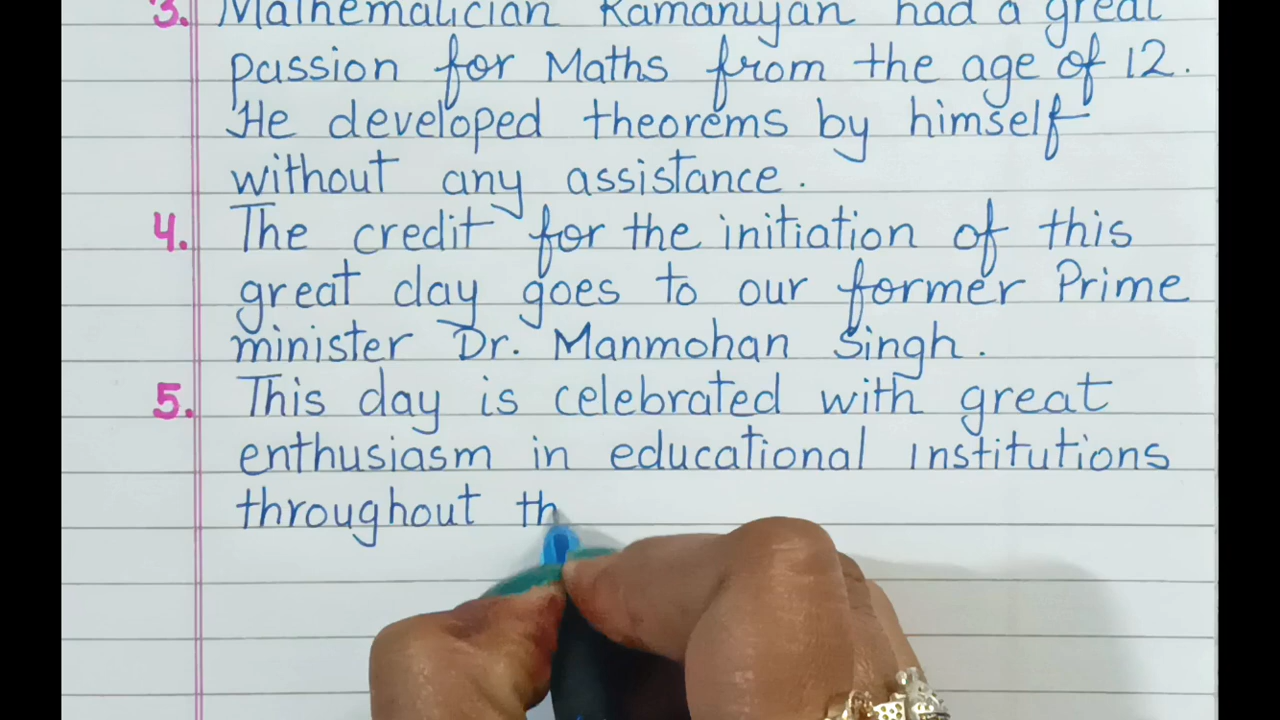 3. Mathematician Ramanujan had a great
passion for Maths from the age of 12.
He developed theorems by himself
without any assistance.
4. The credit for the initiation of this
great day goes to our former Prime
minister Dr. Manmohan Singh.
5. This day is celebrated with great
enthusiasm in educational institutions
throughout th